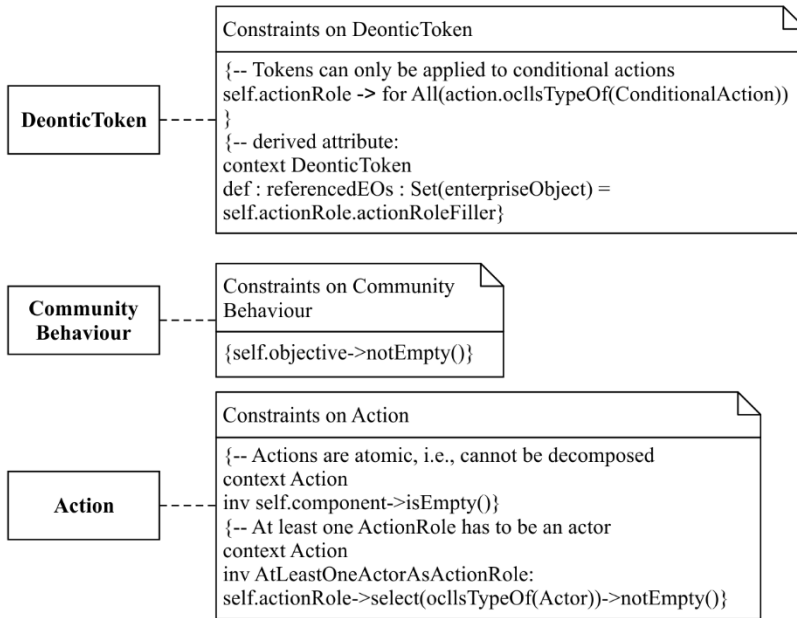 DeonticToken
Constraints on DeonticToken
{-- Tokens can only be applied to conditional actions
self.actionRole -> for All(action.ocllsTypeOf(ConditionalAction))
}
{-- derived attribute:
context DeonticToken
def : referencedEOs : Set(enterpriseObject) =
self.actionRole.actionRoleFiller}
Community
Behaviour
Constraints on Community
Behaviour
{self.objective->notEmpty()}
Action
Constraints on Action
{-- Actions are atomic, i.e., cannot be decomposed
context Action
inv self.component->isEmpty()}
{-- At least one ActionRole has to be an actor
context Action
inv AtLeastOneActorAsActionRole:
self.actionRole->select(ocllsTypeOf(Actor))->notEmpty()}